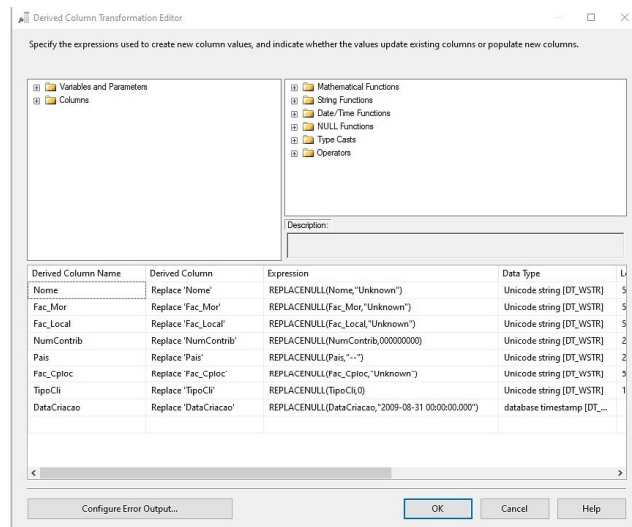 Derived Column Transformation Editor
Specify the expressions used to create new column values, and indicate whether the values update existing columns or populate new columns.
Variables and Parameters
Columns
Mathematical Functions
String Functions
Date/Time Functions
NULL Functions
Type Casts
Operators
Description:
Derived Column Name Derived Column Expression Data Type
Nome Replace 'Nome' REPLACENULL(Nome,"Unknown") Unicode string [DT_WSTR] 5
Fac_Mor Replace 'Fac_Mor' REPLACENULL(Fac_Mor,"Unknown") Unicode string [DT_WSTR] 5
Fac_Local Replace 'Fac_Local' REPLACENULL(Fac_Local,"Unknown") Unicode string [DT_WSTR] 5
NumContrib Replace 'NumContrib' REPLACENULL(NumContrib,000000000) Unicode string [DT_WSTR] 2
Pais Replace 'Pais' REPLACENULL(Pais,"--") Unicode string [DT_WSTR] 2
Fac_Cploc Replace 'Fac_Cploc' REPLACENULL(Fac_Cploc,"Unknown") Unicode string [DT_WSTR] 5
TipoCli Replace 'TipoCli' REPLACENULL(TipoCli,0) Unicode string [DT_WSTR] 1
DataCriacao Replace 'DataCriacao' REPLACENULL(DataCriacao,"2009-08-31 00:00:00.000") database timestamp [DT_...
Configure Error Output... OK Cancel Help